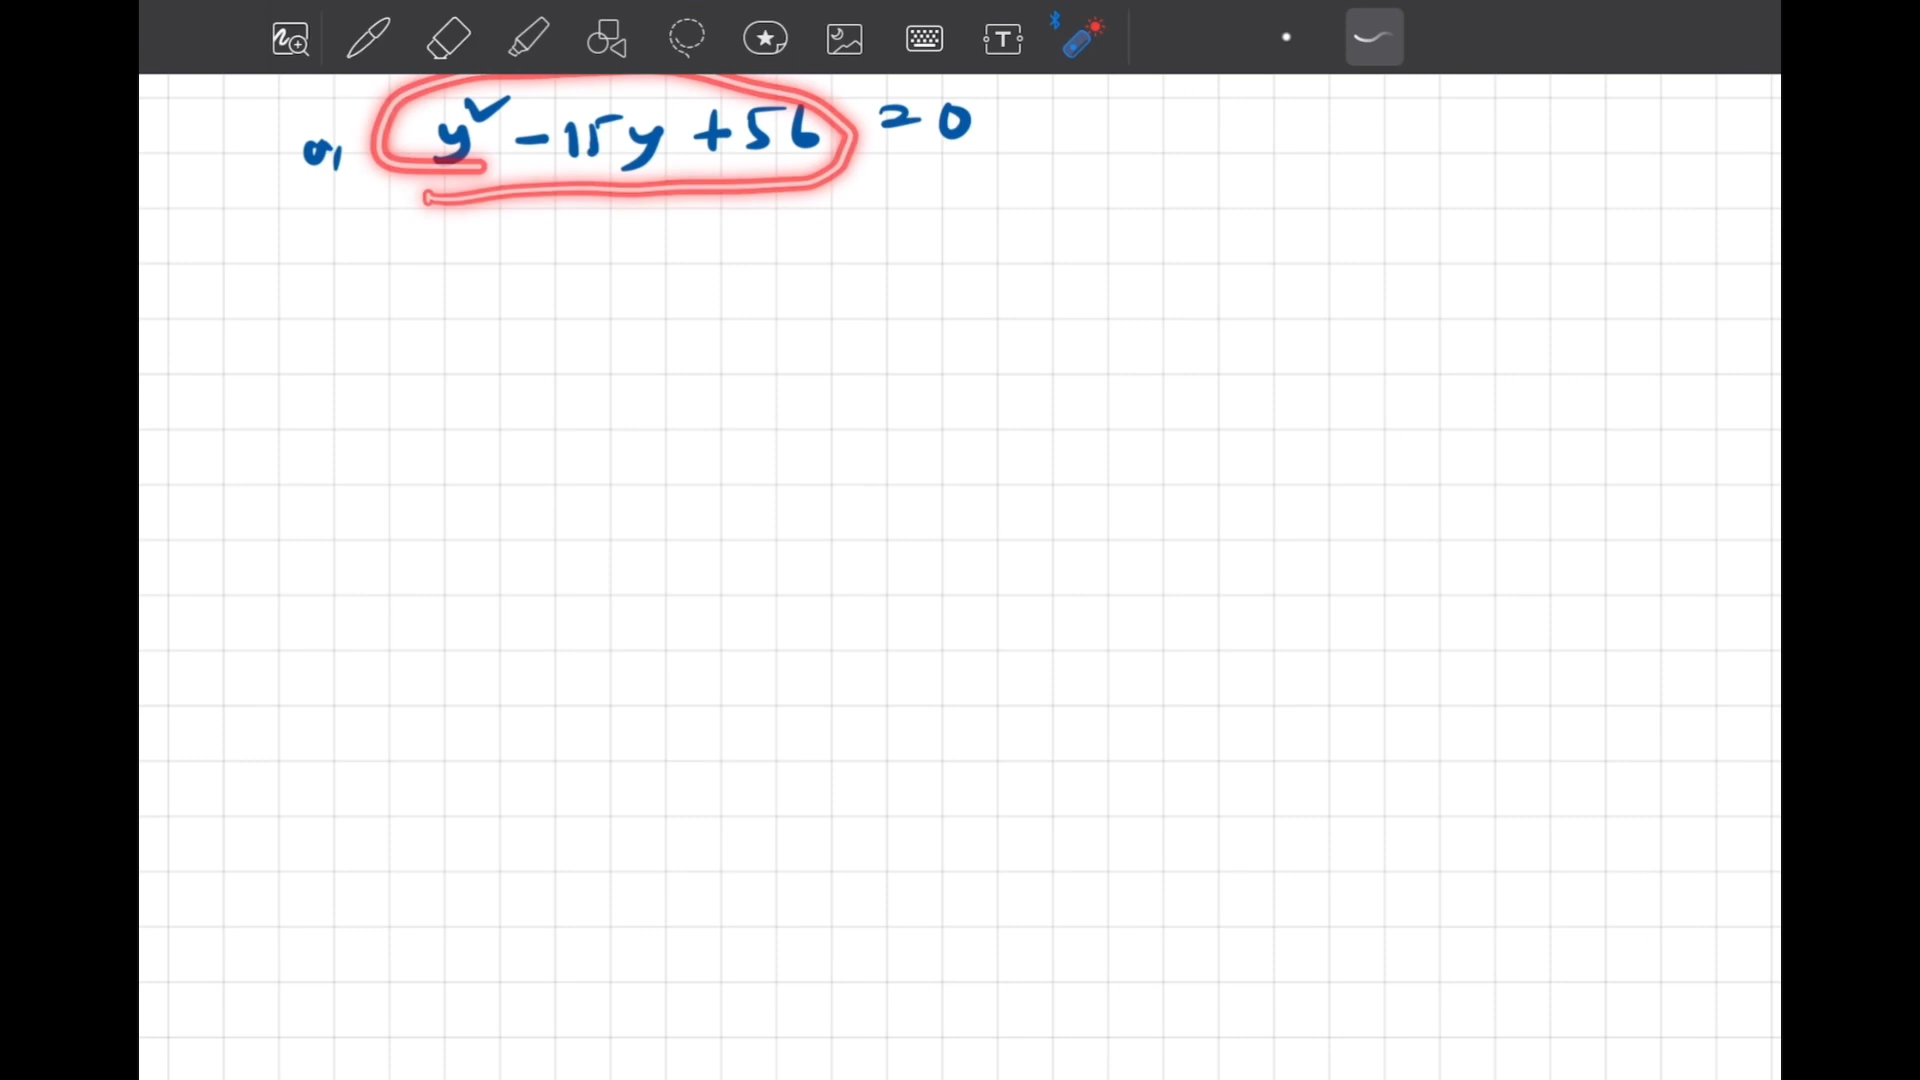 or, y² - 15y + 56 = 0